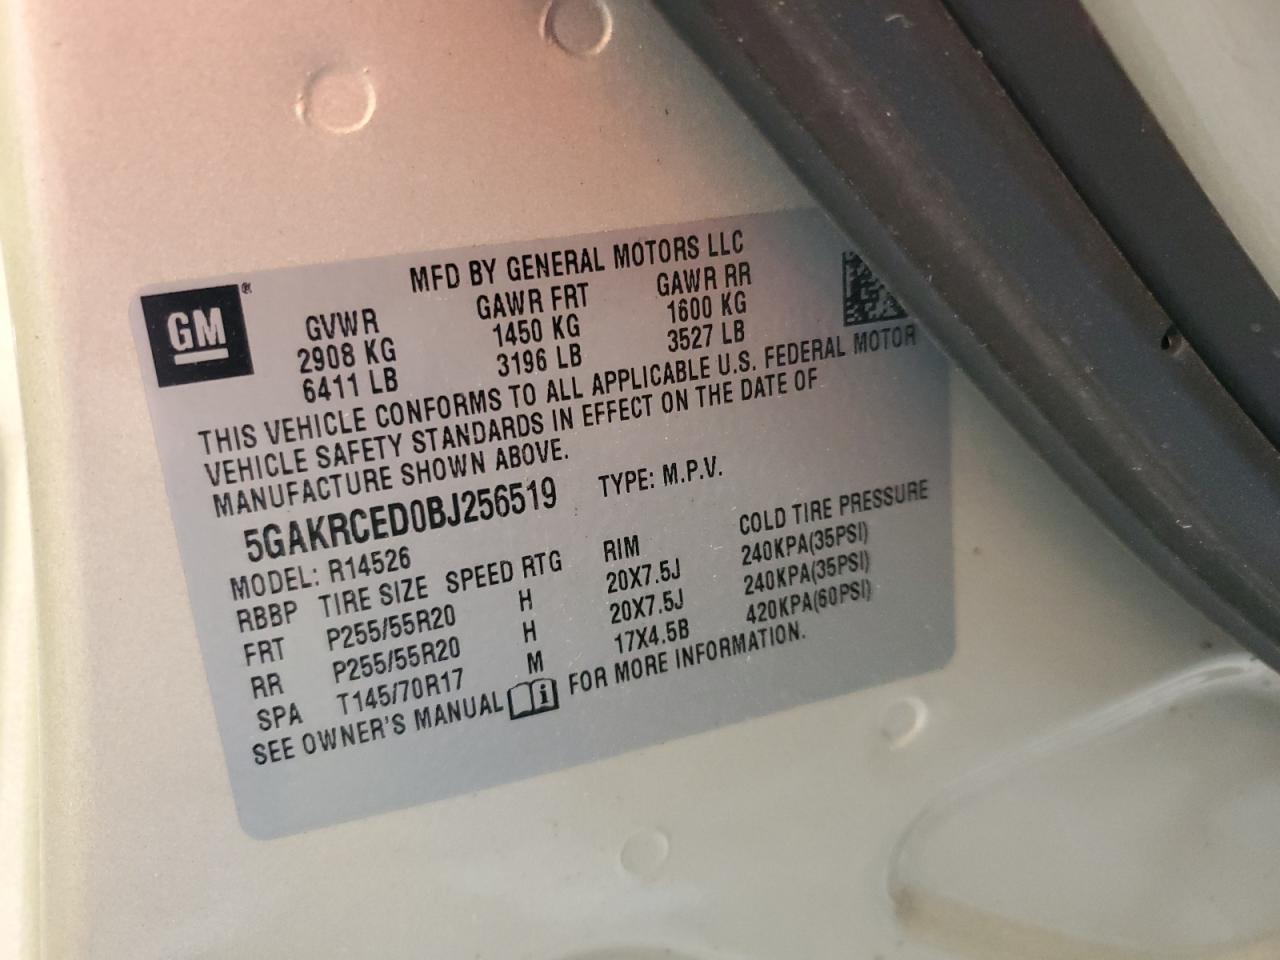 GM®
MFD BY GENERAL MOTORS LLC
GVWR GAWR FRT GAWR RR
2908 KG 1450 KG 1600 KG
6411 LB 3196 LB 3527 LB
THIS VEHICLE CONFORMS TO ALL APPLICABLE U.S. FEDERAL MOTOR
VEHICLE SAFETY STANDARDS IN EFFECT ON THE DATE OF
MANUFACTURE SHOWN ABOVE.
5GAKRCED0BJ256519 TYPE: M.P.V.
MODEL: R14526
RBBP TIRE SIZE SPEED RTG RIM COLD TIRE PRESSURE
FRT P255/55R20 H 20X7.5J 240KPA(35PSI)
RR P255/55R20 H 20X7.5J 240KPA(35PSI)
SPA T145/70R17 M 17X4.5B 420KPA(60PSI)
SEE OWNER'S MANUAL i FOR MORE INFORMATION.